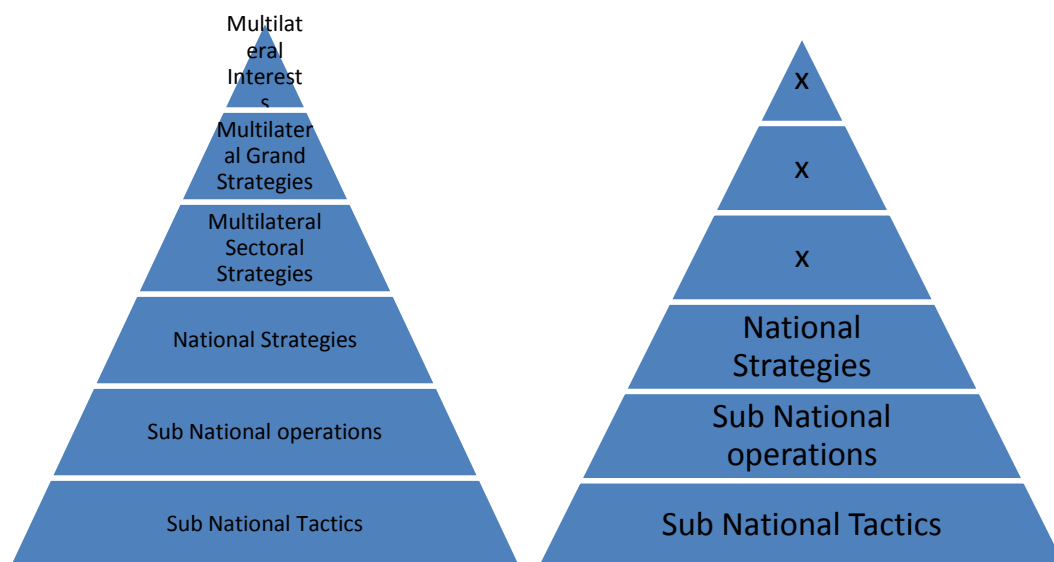 Multilat
eral
Interest
s
Multilater
al Grand
Strategies
Multilateral
Sectoral
Strategies
National Strategies
Sub National operations
Sub National Tactics
x
x
x
National
Strategies
Sub National
operations
Sub National Tactics